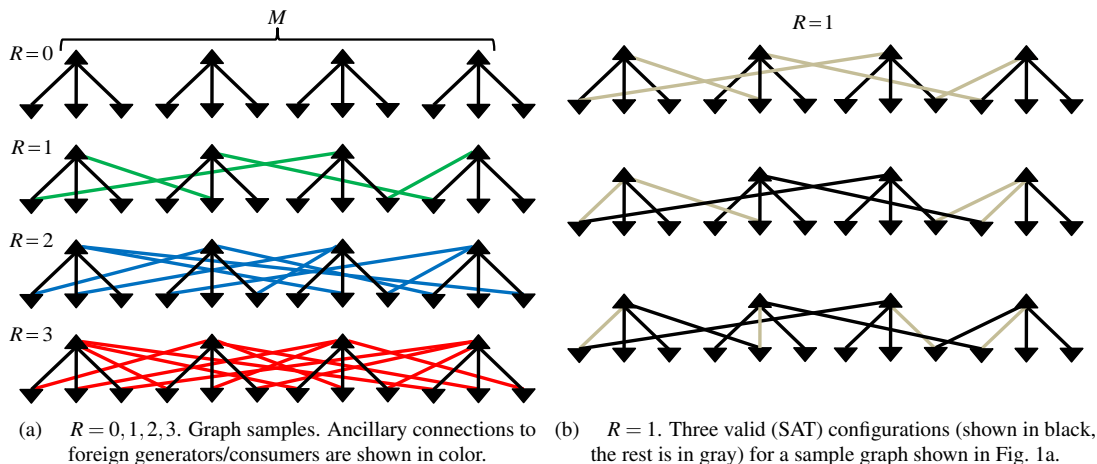 M
R=0
R=1
R=2
R=3
(a) R = 0,1,2,3. Graph samples. Ancillary connections to
foreign generators/consumers are shown in color.
R=1
(b) R = 1. Three valid (SAT) configurations (shown in black,
the rest is in gray) for a sample graph shown in Fig. 1a.